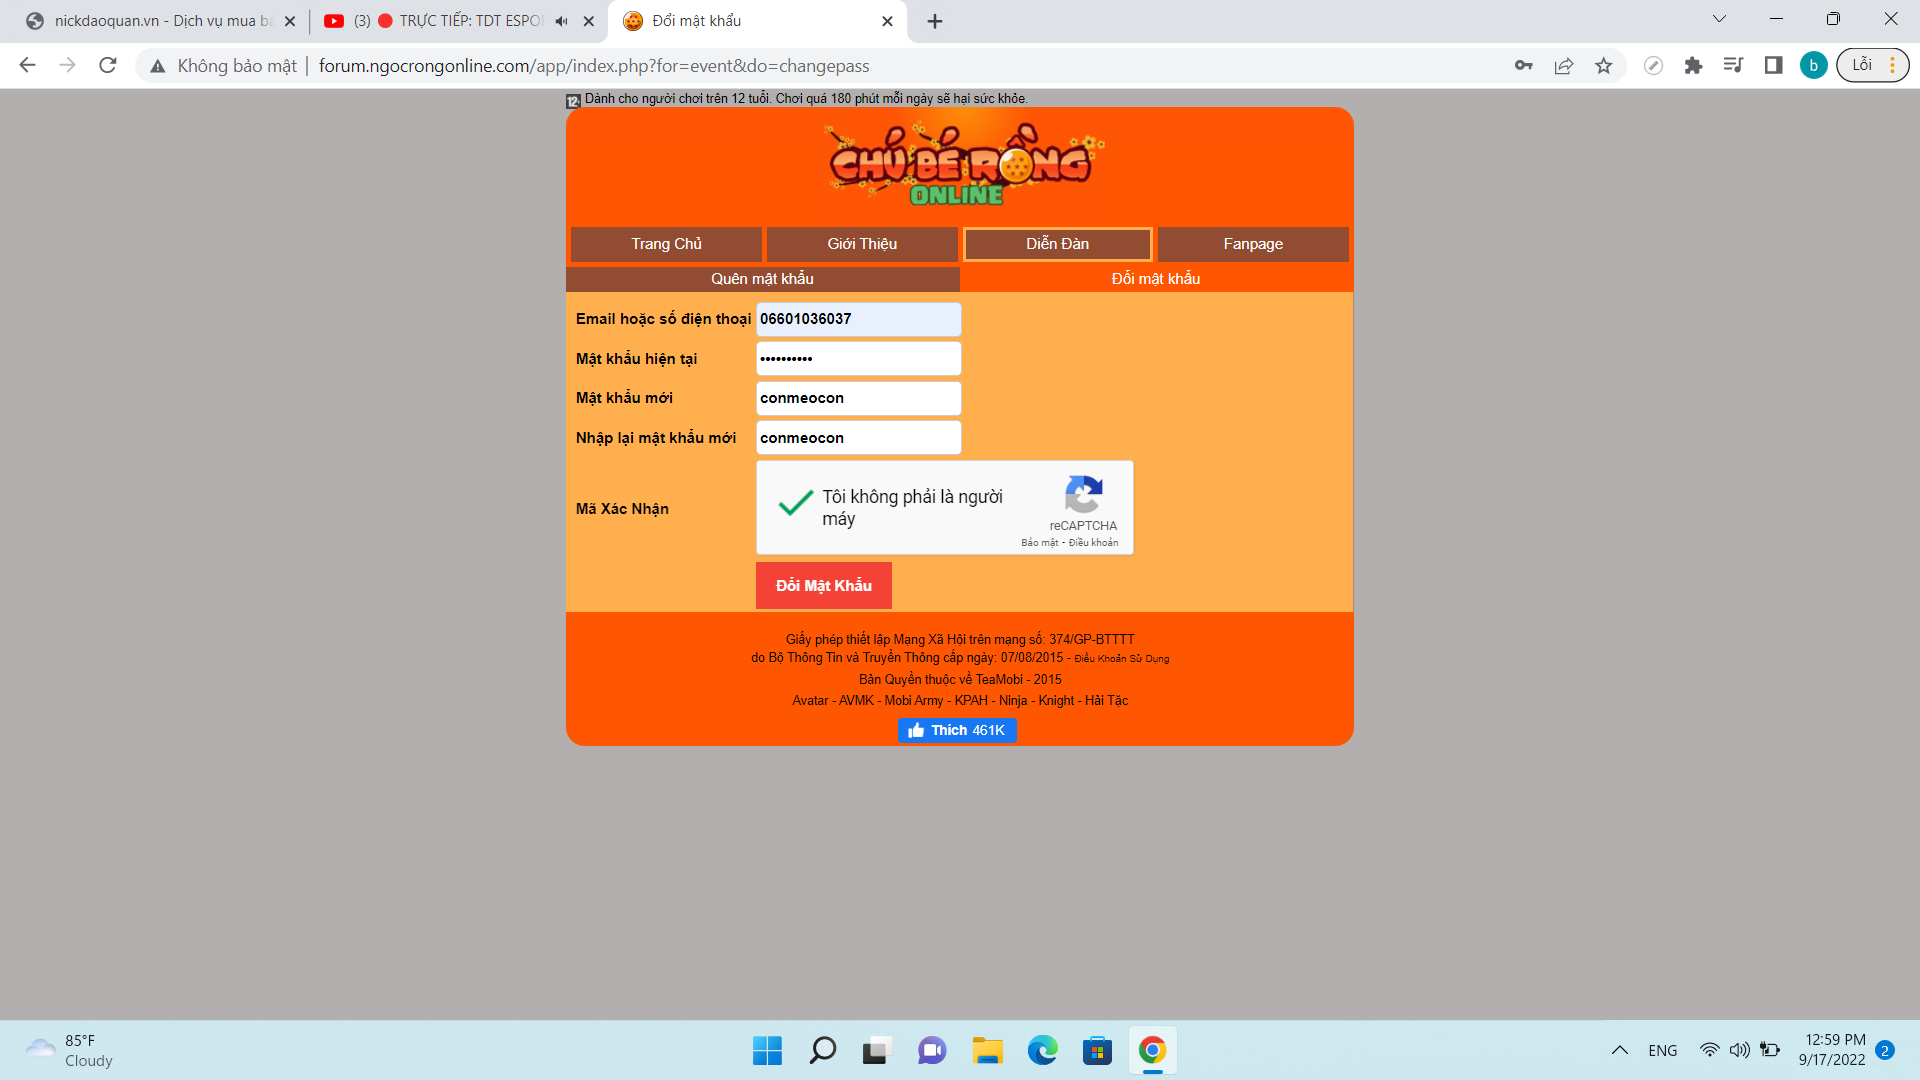 nickdaoquan.vn - Dịch vụ mua bá
(3) 🔴 TRỰC TIẾP: TDT ESPO
Đổi mật khẩu
Không bảo mật
forum.ngocrongonline.com/app/index.php?for=event&do=changepass
b
Lỗi
12+ Dành cho người chơi trên 12 tuổi. Chơi quá 180 phút mỗi ngày sẽ hại sức khỏe.
CHÚ BÉ RỒNG
ONLINE
Trang Chủ
Giới Thiệu
Diễn Đàn
Fanpage
Quên mật khẩu
Đổi mật khẩu
Email hoặc số điện thoại
06601036037
Mật khẩu hiện tại
••••••••••
Mật khẩu mới
conmeocon
Nhập lại mật khẩu mới
conmeocon
Mã Xác Nhận
Tôi không phải là người
máy
reCAPTCHA
Bảo mật - Điều khoản
Đổi Mật Khẩu
Giấy phép thiết lập Mạng Xã Hội trên mạng số: 374/GP-BTTTT
do Bộ Thông Tin và Truyền Thông cấp ngày: 07/08/2015 - Điều Khoản Sử Dụng
Bản Quyền thuộc về TeaMobi - 2015
Avatar - AVMK - Mobi Army - KPAH - Ninja - Knight - Hải Tặc
Thích 461K
85°F
Cloudy
ENG
12:59 PM
9/17/2022
2